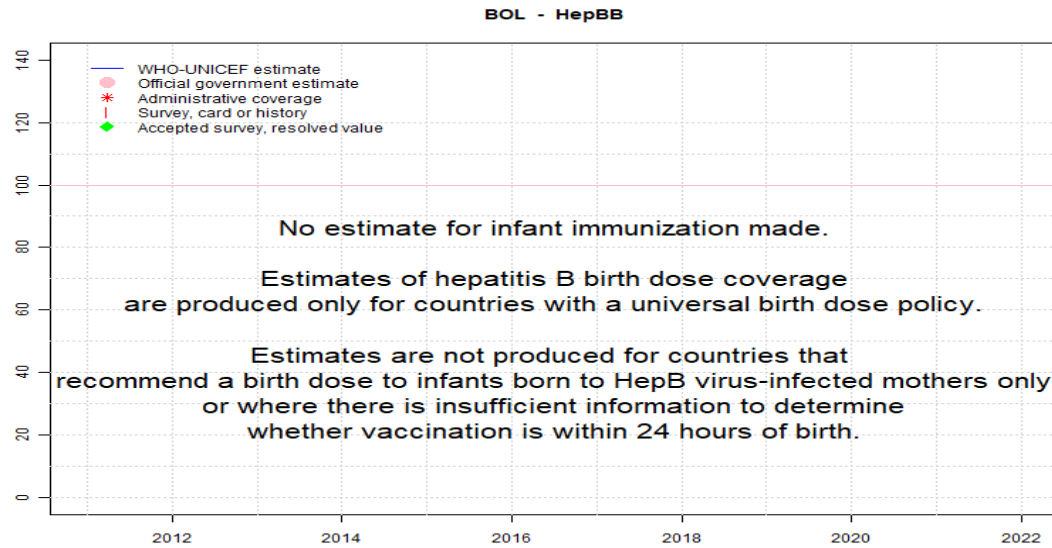 BOL - HepBB
140
120
100
80
60
40
20
0
WHO-UNICEF estimate
Official government estimate
Administrative coverage
Survey, card or history
Accepted survey, resolved value
No estimate for infant immunization made.
Estimates of hepatitis B birth dose coverage
are produced only for countries with a universal birth dose policy.
Estimates are not produced for countries that
recommend a birth dose to infants born to HepB virus-infected mothers only
or where there is insufficient information to determine
whether vaccination is within 24 hours of birth.
2012 2014 2016 2018 2020 2022